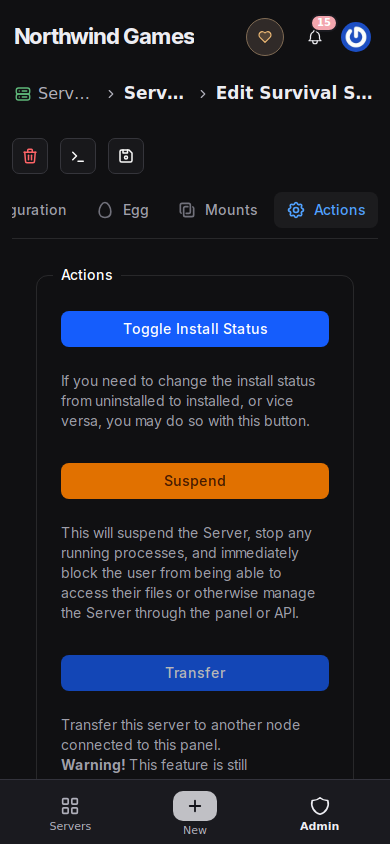 Northwind Games
15
Serv… > Serv… > Edit Survival S…
guration
Egg
Mounts
Actions
Actions
Toggle Install Status
If you need to change the install status
from uninstalled to installed, or vice
versa, you may do so with this button.
Suspend
This will suspend the Server, stop any
running processes, and immediately
block the user from being able to
access their files or otherwise manage
the Server through the panel or API.
Transfer
Transfer this server to another node
connected to this panel.
Warning! This feature is still
Servers
New
Admin